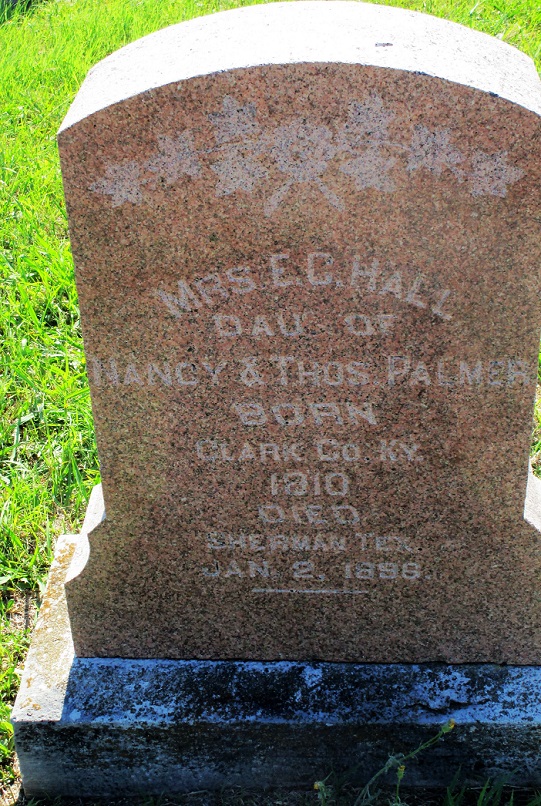 MRS. E. C. HALL
DAU. OF
NANCY & THOS. PALMER
BORN
CLARK CO. KY.
1810
DIED
SHERMAN TEX.
JAN. 2, 1898.